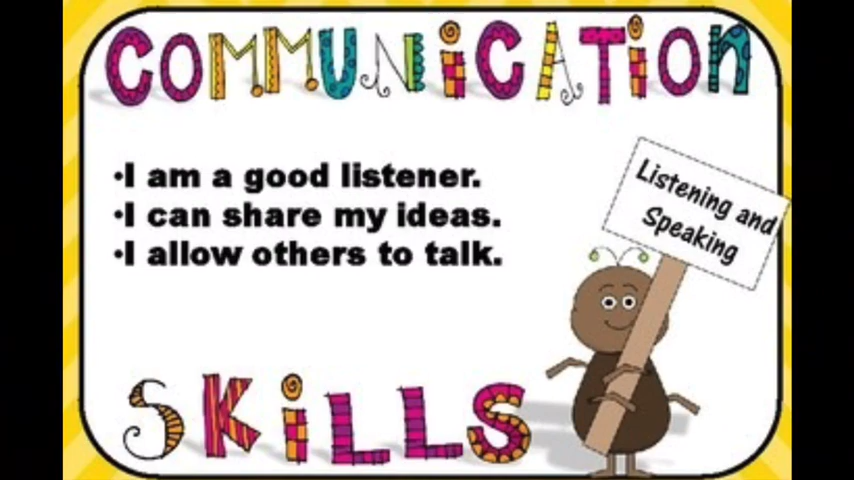 COMMUNiCATiON
•I am a good listener.
•I can share my ideas.
•I allow others to talk.
Listening and
Speaking
SKiLLS